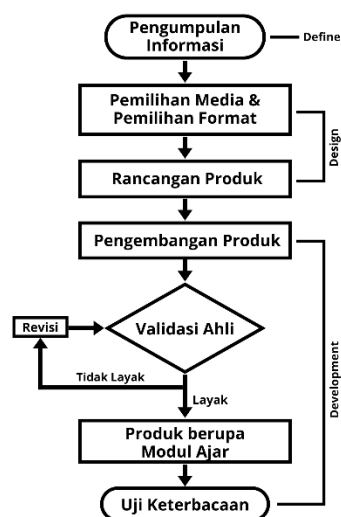 Pengumpulan
Informasi
Define
Pemilihan Media &
Pemilihan Format
Design
Rancangan Produk
Pengembangan Produk
Revisi
Validasi Ahli
Tidak Layak
Layak
Development
Produk berupa
Modul Ajar
Uji Keterbacaan